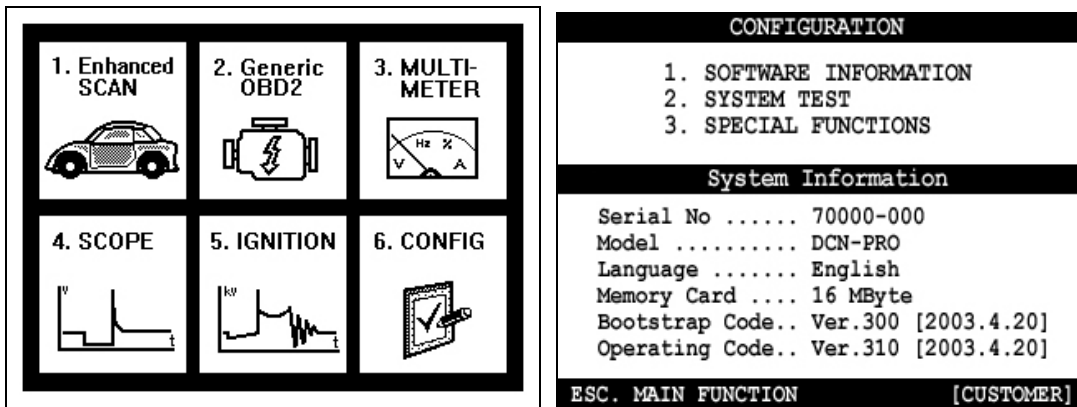 1. Enhanced
SCAN
2. Generic
OBD2
3. MULTI-
METER
Hz %
V A
4. SCOPE
V
t
5. IGNITION
kv
t
6. CONFIG
CONFIGURATION
1. SOFTWARE INFORMATION
2. SYSTEM TEST
3. SPECIAL FUNCTIONS
System Information
Serial No ...... 70000-000
Model .......... DCN-PRO
Language ....... English
Memory Card .... 16 MByte
Bootstrap Code.. Ver.300 [2003.4.20]
Operating Code.. Ver.310 [2003.4.20]
ESC. MAIN FUNCTION [CUSTOMER]